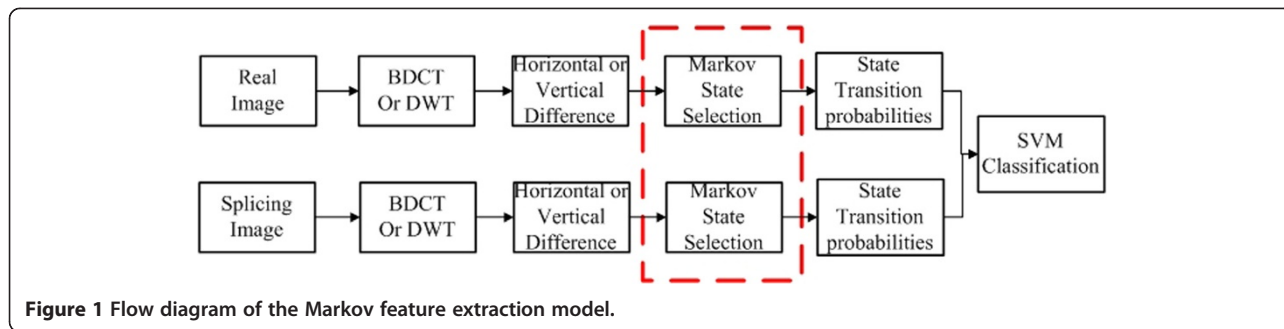 Real
Image
BDCT
Or DWT
Horizontal or
Vertical
Difference
Markov
State
Selection
State
Transition
probabilities
SVM
Classification
Splicing
Image
BDCT
Or DWT
Horizontal or
Vertical
Difference
Markov
State
Selection
State
Transition
probabilities
Figure 1 Flow diagram of the Markov feature extraction model.